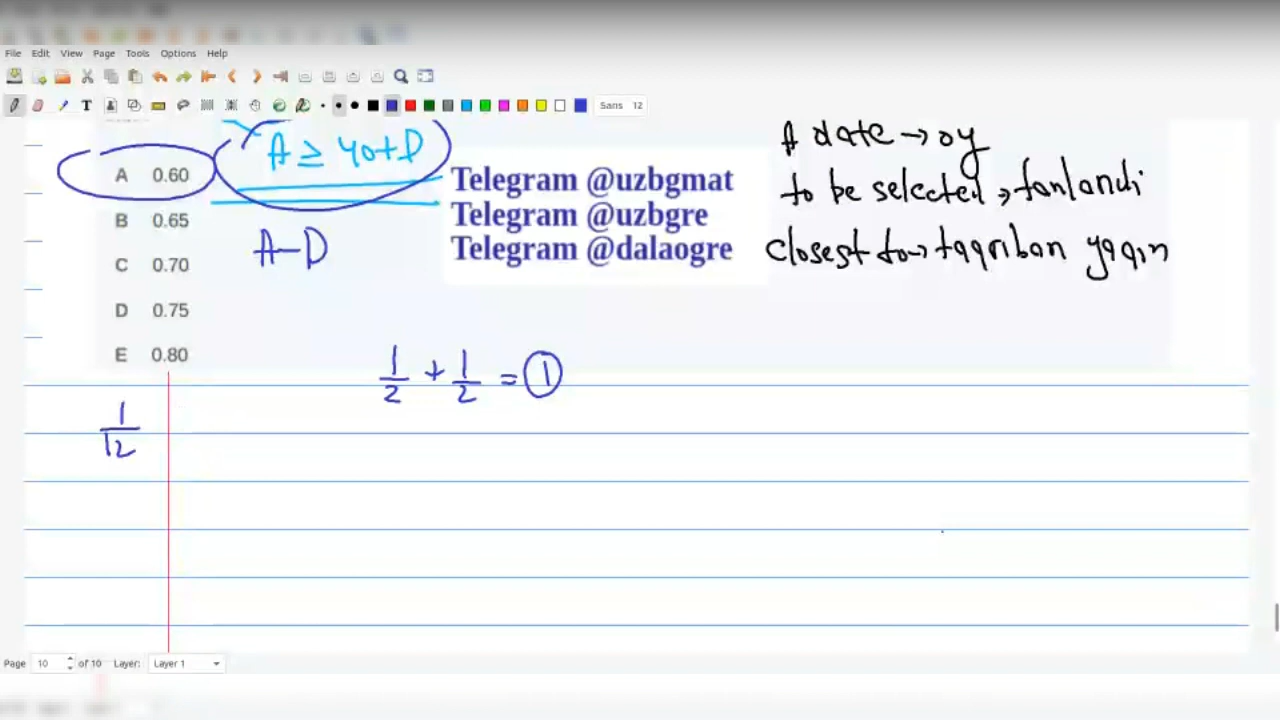 File Edit View Page Tools Options Help
T Sans 12
A ≥ 40+D
A 0.60
B 0.65
C 0.70
D 0.75
E 0.80
A-D
Telegram @uzbgmat
Telegram @uzbgre
Telegram @dalaogre
A date → oy
to be selected → tanlandi
closest to → taqriban yaqin
1/2 + 1/2 = 1
1/12
Page 10 of 10 Layer: Layer 1